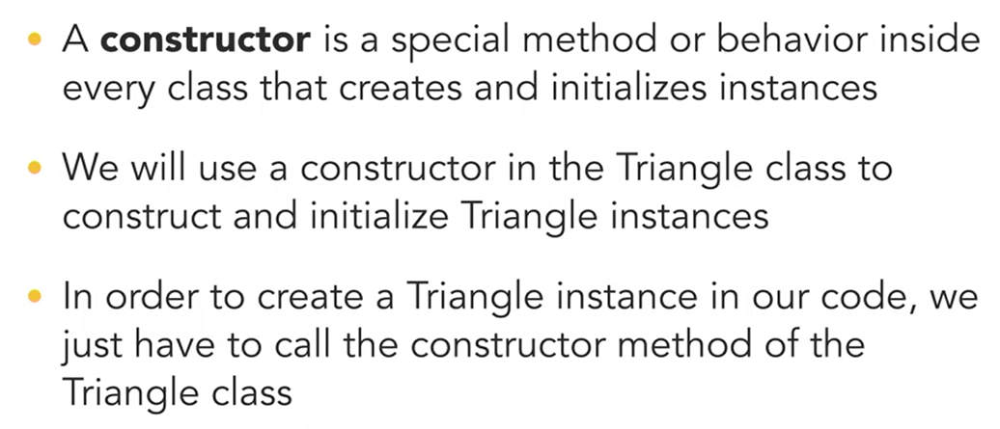 • A constructor is a special method or behavior inside
every class that creates and initializes instances
• We will use a constructor in the Triangle class to
construct and initialize Triangle instances
• In order to create a Triangle instance in our code, we
just have to call the constructor method of the
Triangle class